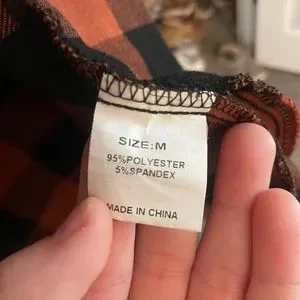 SIZE:M
95%POLYESTER
5%SPANDEX
MADE IN CHINA